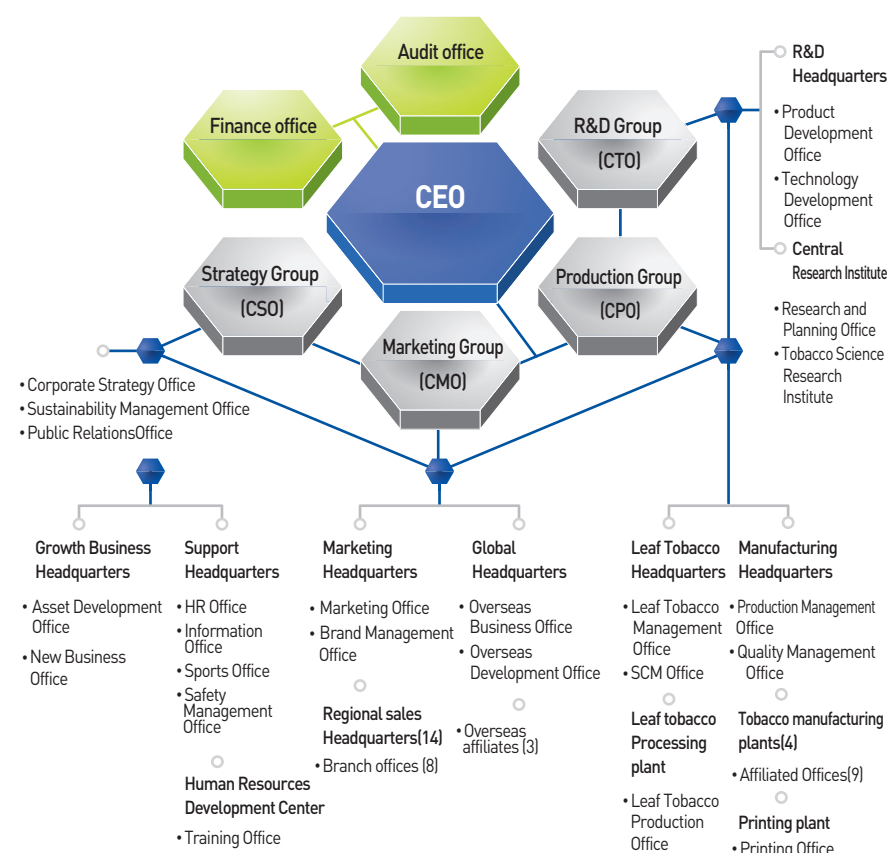 Audit office
Finance office
CEO
R&D Group
(CTO)
Strategy Group
(CSO)
Production Group
(CPO)
Marketing Group
(CMO)
R&D
Headquarters
• Product
Development
Office
• Technology
Development
Office
Central
Research Institute
• Research and
Planning Office
• Tobacco Science
Research
Institute
• Corporate Strategy Office
• Sustainability Management Office
• Public RelationsOffice
Growth Business
Headquarters
• Asset Development
Office
• New Business
Office
Support
Headquarters
• HR Office
• Information
Office
• Sports Office
• Safety
Management
Office
Human Resources
Development Center
• Training Office
Marketing
Headquarters
• Marketing Office
• Brand Management
Office
Regional sales
Headquarters(14)
• Branch offices (8)
Global
Headquarters
• Overseas
Business Office
• Overseas
Development Office
• Overseas
affiliates (3)
Leaf Tobacco
Headquarters
• Leaf Tobacco
Management
Office
• SCM Office
Leaf tobacco
Processing
plant
• Leaf Tobacco
Production
Office
Manufacturing
Headquarters
• Production Management
Office
• Quality Management
Office
Tobacco manufacturing
plants(4)
• Affiliated Offices(9)
Printing plant
• Printing Office